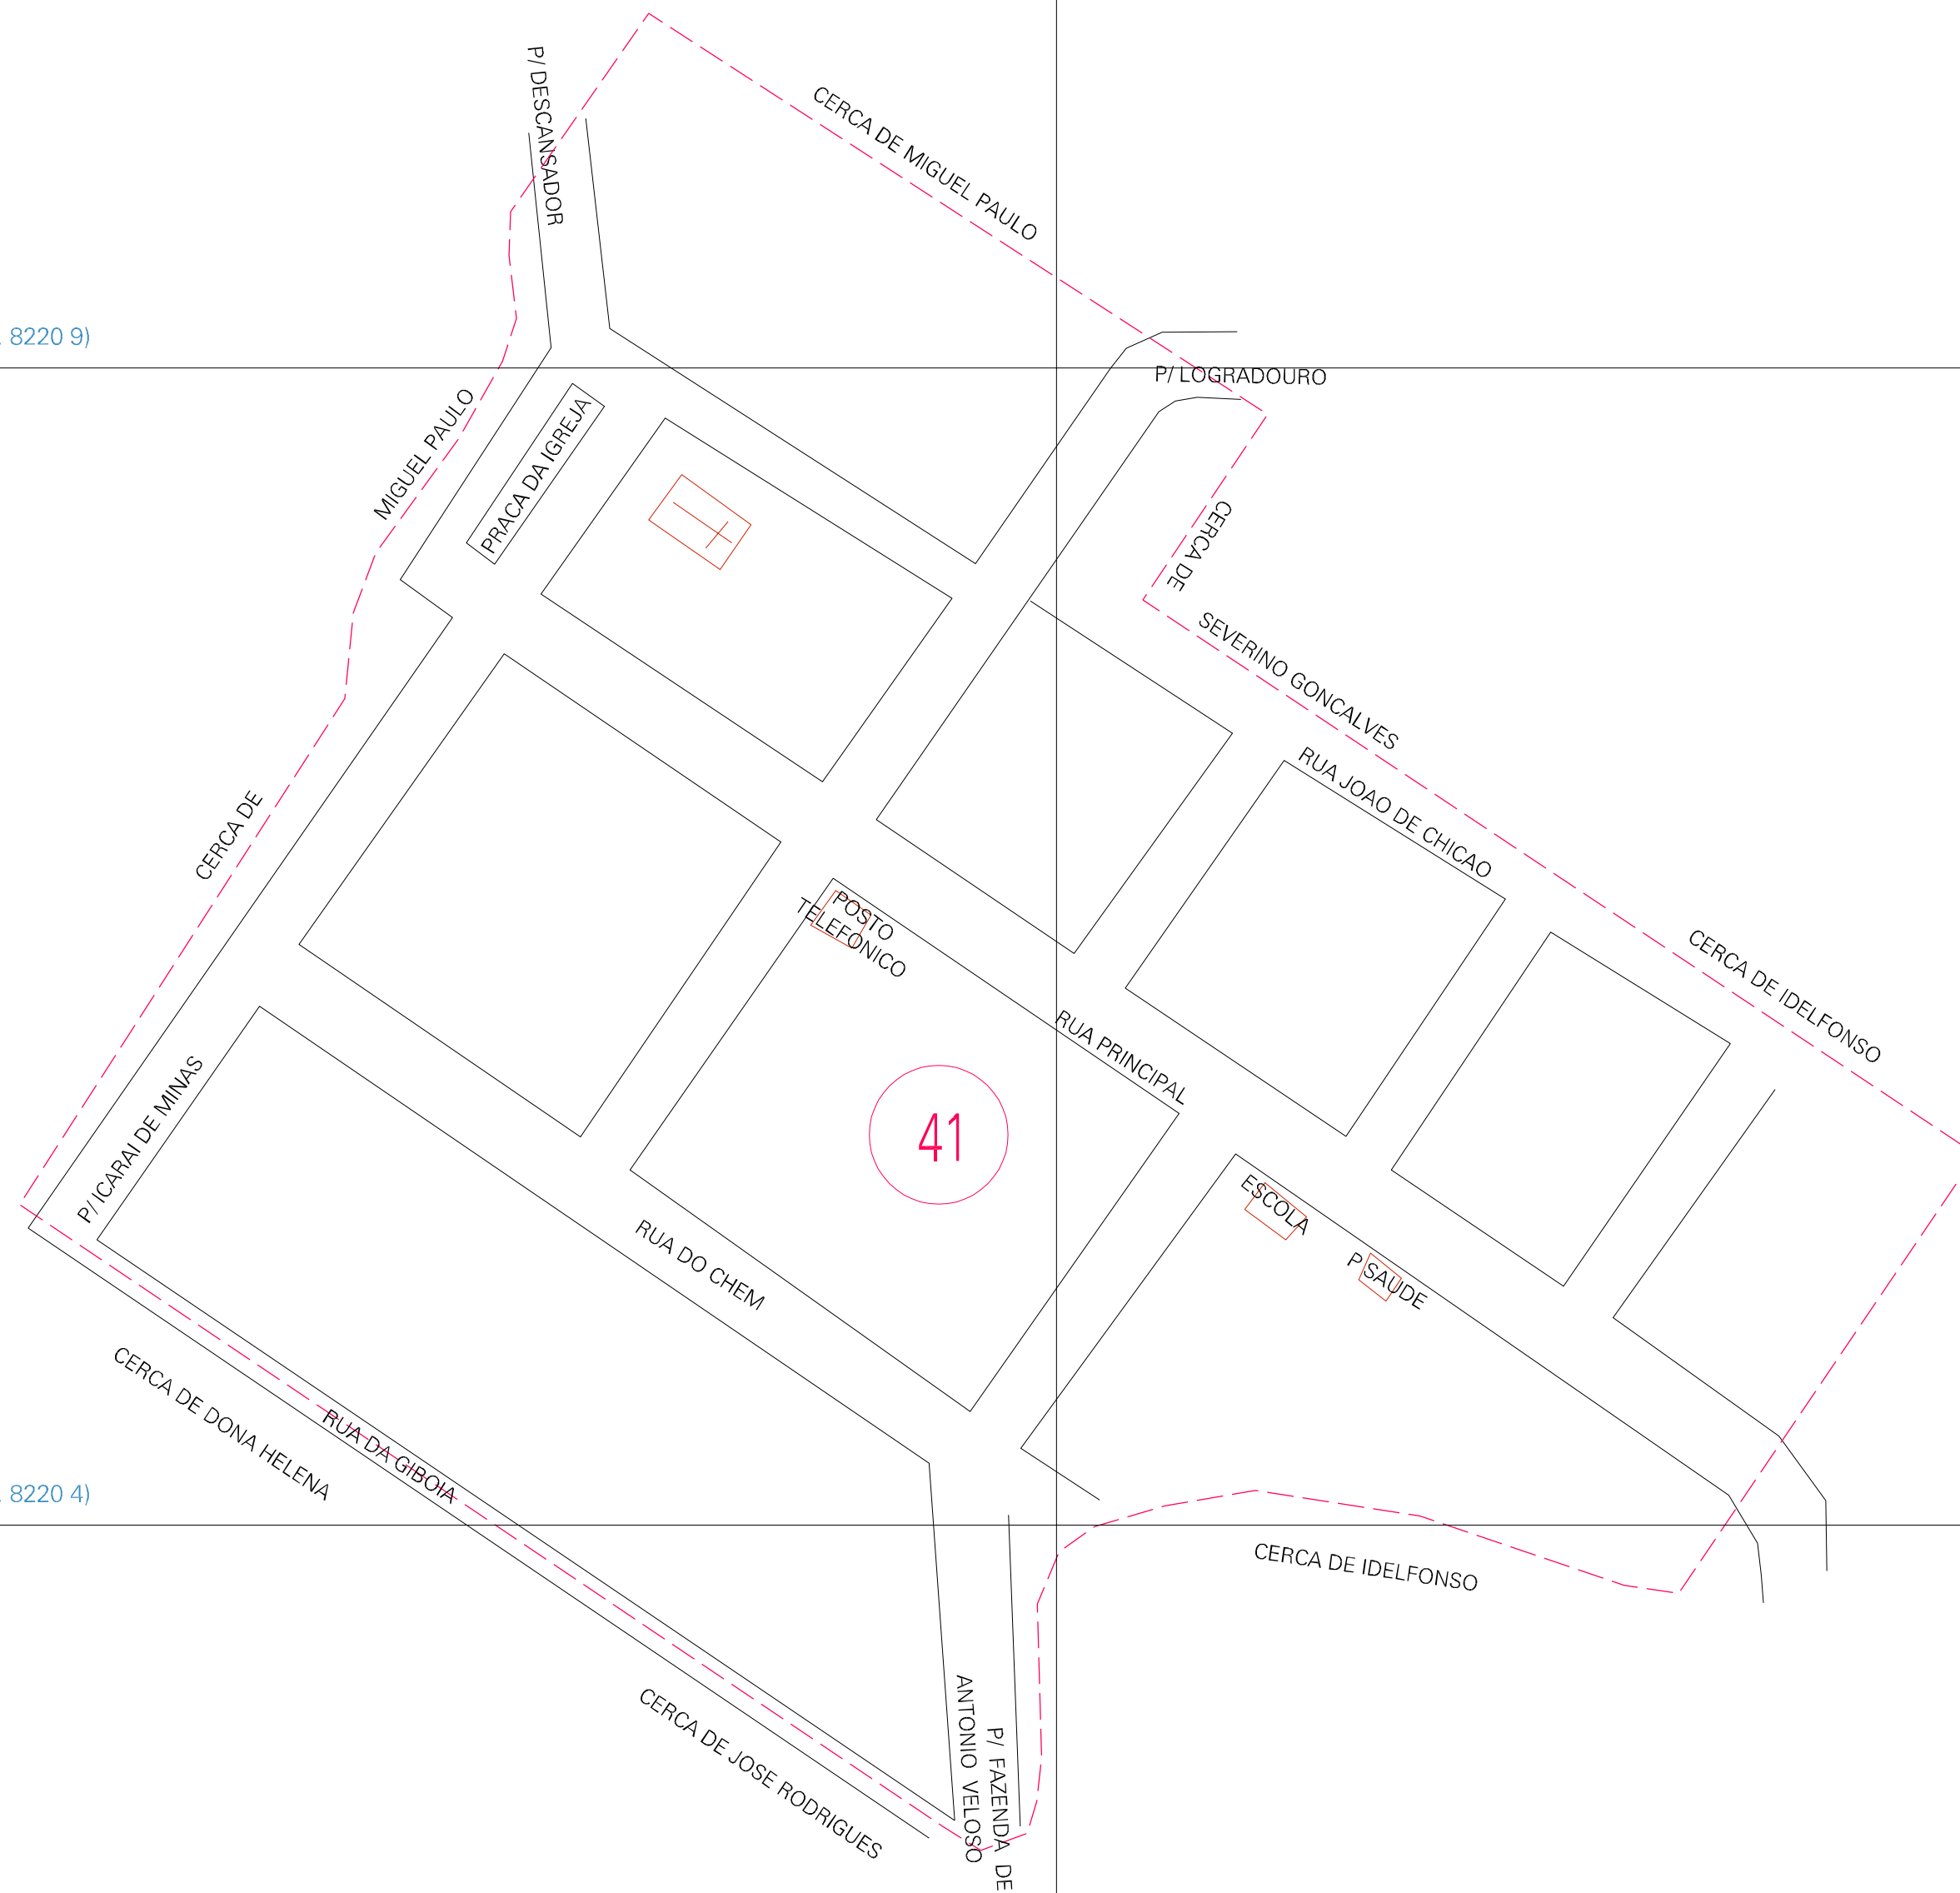 P/ DESCANSADOR
CERCA DE MIGUEL PAULO
. 8220 9)
P/ LOGRADOURO
MIGUEL PAULO
PRACA DA IGREJA
CERCA DE
SEVERINO GONCALVES
RUA JOAO DE CHICAO
CERCA DE
POSTO
TELEFONICO
CERCA DE IDELFONSO
RUA PRINCIPAL
P/ ICARAI DE MINAS
41
ESCOLA
P SAUDE
RUA DO CHEM
CERCA DE DONA HELENA
RUA DA GIBOIA
. 8220 4)
CERCA DE IDELFONSO
CERCA DE JOSE RODRIGUES
P/ FAZENDA DE
ANTONIO VELOSO